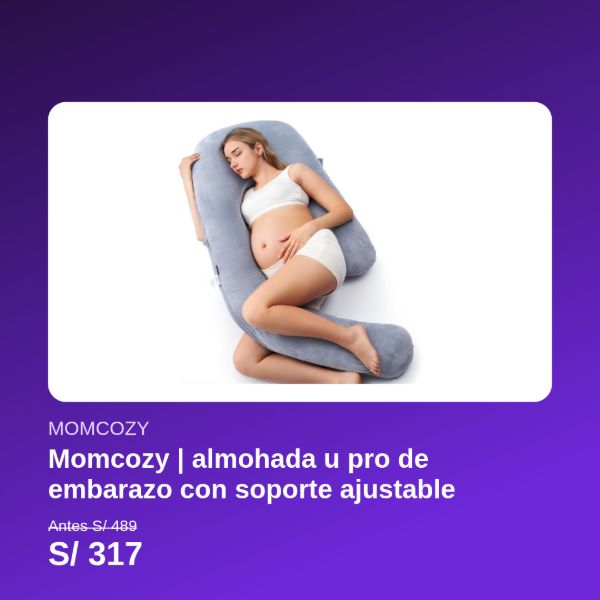 MOMCOZY
Momcozy | almohada u pro de
embarazo con soporte ajustable
Antes S/ 489
S/ 317